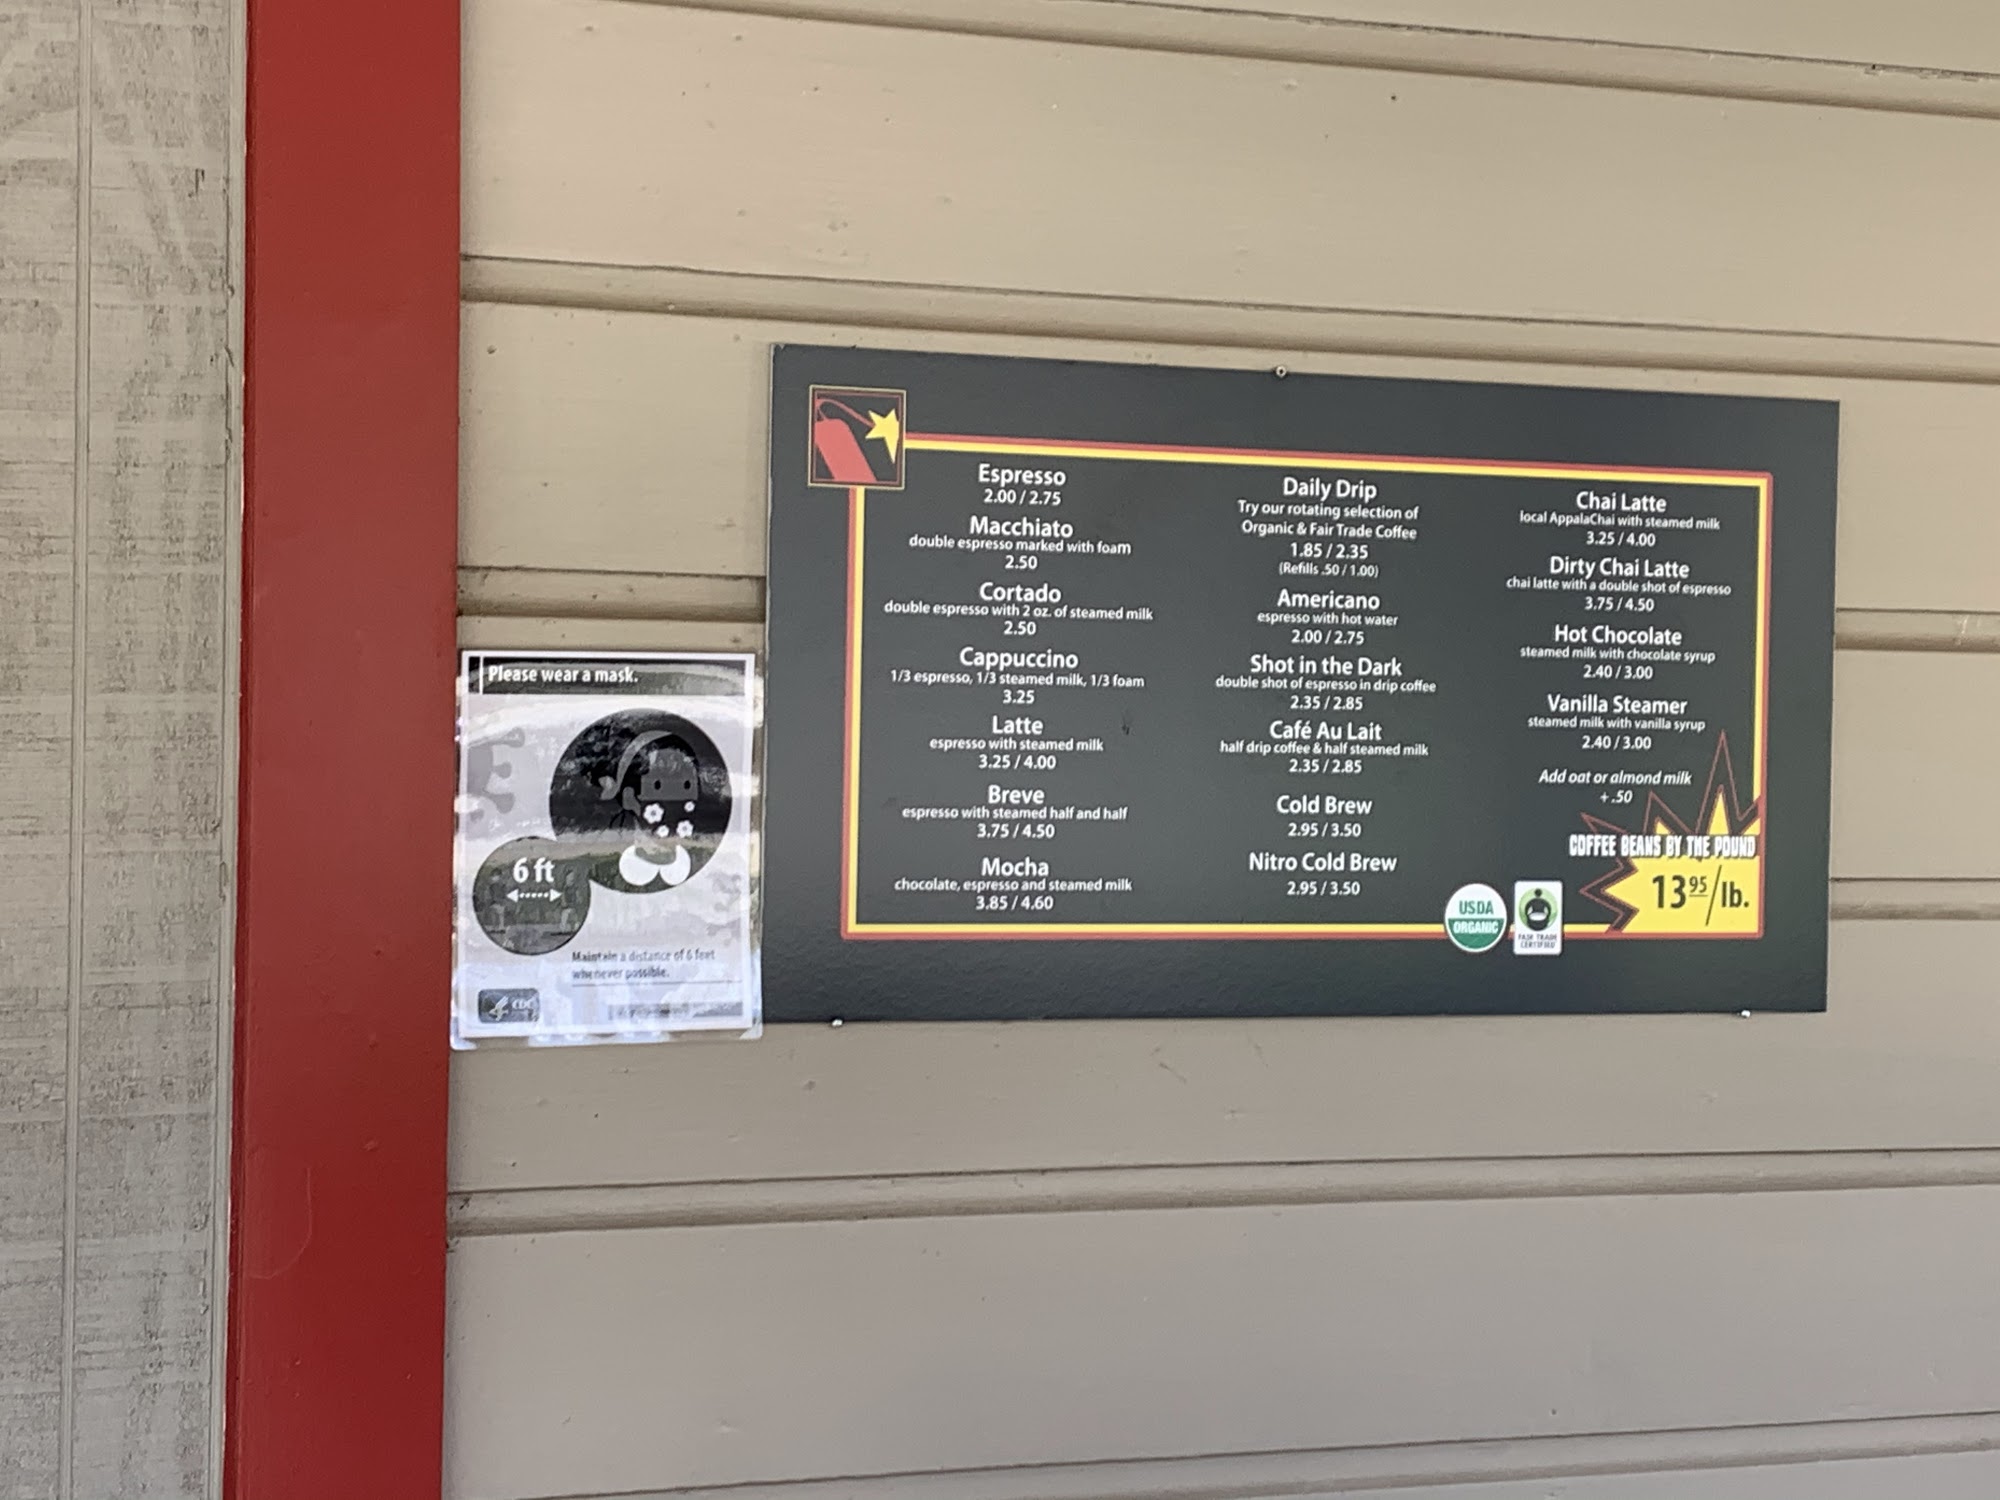 Please wear a mask.
6 ft
Maintain a distance of 6 feet
whenever possible.
CDC
Espresso
2.00 / 2.75
Macchiato
double espresso marked with foam
2.50
Cortado
double espresso with 2 oz. of steamed milk
2.50
Cappuccino
1/3 espresso, 1/3 steamed milk, 1/3 foam
3.25
Latte
espresso with steamed milk
3.25 / 4.00
Breve
espresso with steamed half and half
3.75 / 4.50
Mocha
chocolate, espresso and steamed milk
3.85 / 4.60
Daily Drip
Try our rotating selection of
Organic & Fair Trade Coffee
1.85 / 2.35
(Refills .50 / 1.00)
Americano
espresso with hot water
2.00 / 2.75
Shot in the Dark
double shot of espresso in drip coffee
2.35 / 2.85
Café Au Lait
half drip coffee & half steamed milk
2.35 / 2.85
Cold Brew
2.95 / 3.50
Nitro Cold Brew
2.95 / 3.50
Chai Latte
local AppalaChai with steamed milk
3.25 / 4.00
Dirty Chai Latte
chai latte with a double shot of espresso
3.75 / 4.50
Hot Chocolate
steamed milk with chocolate syrup
2.40 / 3.00
Vanilla Steamer
steamed milk with vanilla syrup
2.40 / 3.00
Add oat or almond milk
+ .50
COFFEE BEANS BY THE POUND
13 95/lb.
USDA
ORGANIC
FAIR TRADE
CERTIFIED